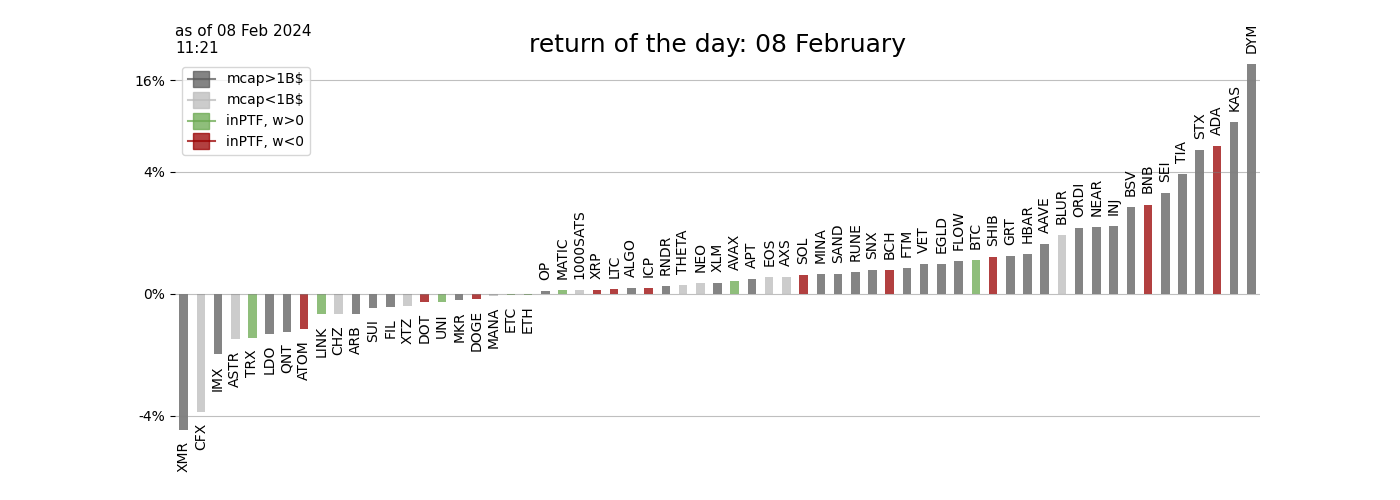 as of 08 Feb 2024
11:21
return of the day: 08 February
mcap>1B$
mcap<1B$
inPTF, w>0
inPTF, w<0
16%
4%
0%
-4%
XMR
CFX
IMX
ASTR
TRX
LDO
QNT
ATOM
LINK
CHZ
ARB
SUI
FIL
XTZ
DOT
UNI
MKR
DOGE
MANA
ETC
ETH
OP
MATIC
1000SATS
XRP
LTC
ALGO
ICP
RNDR
THETA
NEO
XLM
AVAX
APT
EOS
AXS
SOL
MINA
SAND
RUNE
SNX
BCH
FTM
VET
EGLD
FLOW
BTC
SHIB
GRT
HBAR
AAVE
BLUR
ORDI
NEAR
INJ
BSV
BNB
SEI
TIA
STX
ADA
KAS
DYM